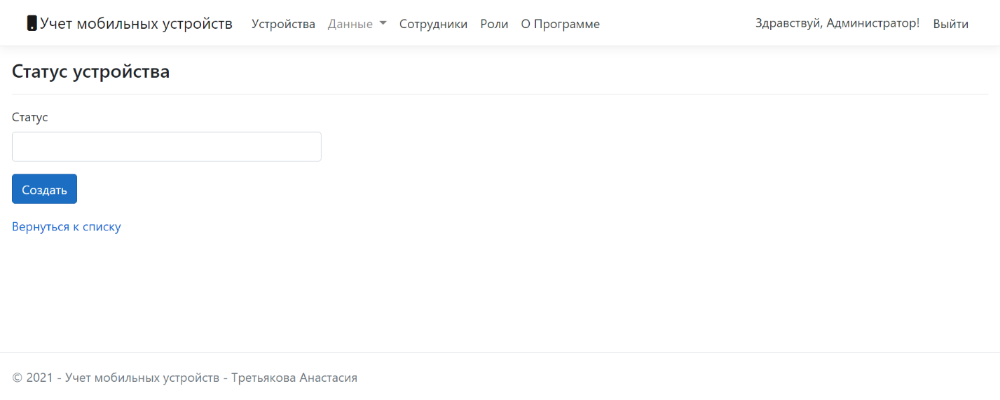 Учет мобильных устройств Устройства Данные Сотрудники Роли О Программе Здравствуй, Администратор! Выйти
Статус устройства
Статус
Создать
Вернуться к списку
© 2021 - Учет мобильных устройств - Третьякова Анастасия